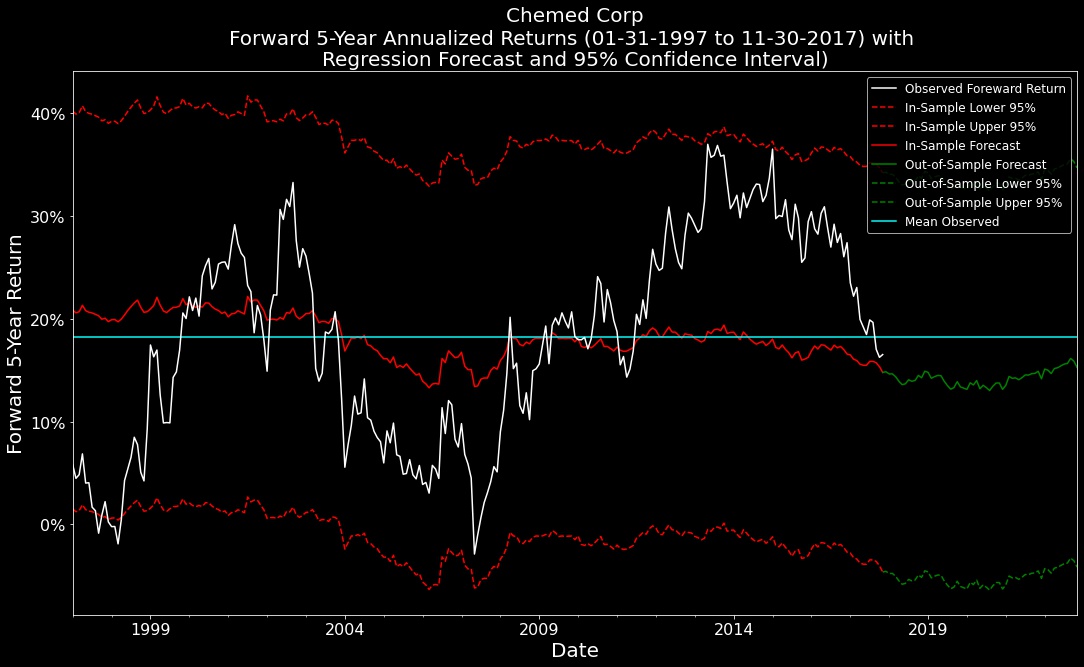 Chemed Corp
Forward 5-Year Annualized Returns (01-31-1997 to 11-30-2017) with
Regression Forecast and 95% Confidence Interval)
Observed Foreward Return
In-Sample Lower 95%
In-Sample Upper 95%
In-Sample Forecast
Out-of-Sample Forecast
Out-of-Sample Lower 95%
Out-of-Sample Upper 95%
Mean Observed
Forward 5-Year Return
40%
30%
20%
10%
0%
1999
2004
2009
2014
2019
Date